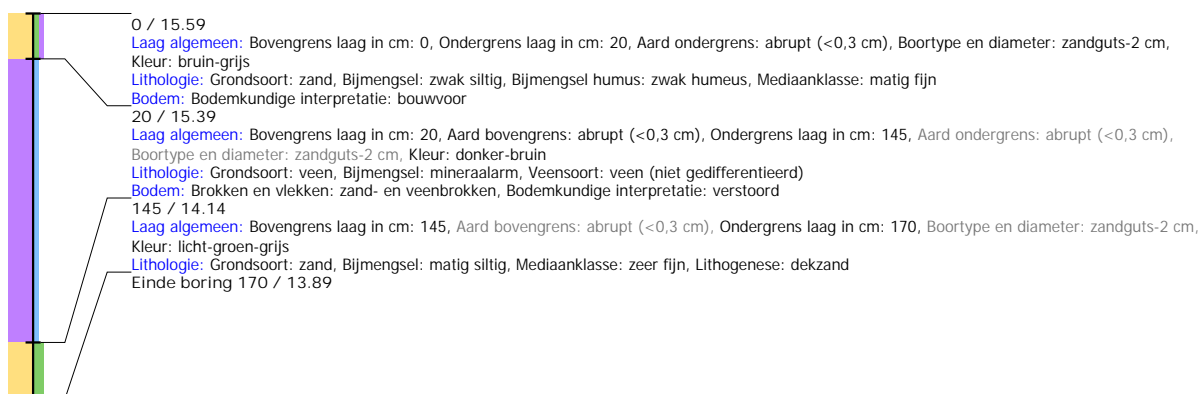 0 / 15.59
Laag algemeen: Bovengrens laag in cm: 0, Ondergrens laag in cm: 20, Aard ondergrens: abrupt (<0,3 cm), Boortype en diameter: zandguts-2 cm,
Kleur: bruin-grijs
Lithologie: Grondsoort: zand, Bijmengsel: zwak siltig, Bijmengsel humus: zwak humeus, Mediaanklasse: matig fijn
Bodem: Bodemkundige interpretatie: bouwvoor
20 / 15.39
Laag algemeen: Bovengrens laag in cm: 20, Aard bovengrens: abrupt (<0,3 cm), Ondergrens laag in cm: 145, Aard ondergrens: abrupt (<0,3 cm),
Boortype en diameter: zandguts-2 cm, Kleur: donker-bruin
Lithologie: Grondsoort: veen, Bijmengsel: mineraalarm, Veensoort: veen (niet gedifferentieerd)
Bodem: Brokken en vlekken: zand- en veenbrokken, Bodemkundige interpretatie: verstoord
145 / 14.14
Laag algemeen: Bovengrens laag in cm: 145, Aard bovengrens: abrupt (<0,3 cm), Ondergrens laag in cm: 170, Boortype en diameter: zandguts-2 cm,
Kleur: licht-groen-grijs
Lithologie: Grondsoort: zand, Bijmengsel: matig siltig, Mediaanklasse: zeer fijn, Lithogenese: dekzand
Einde boring 170 / 13.89